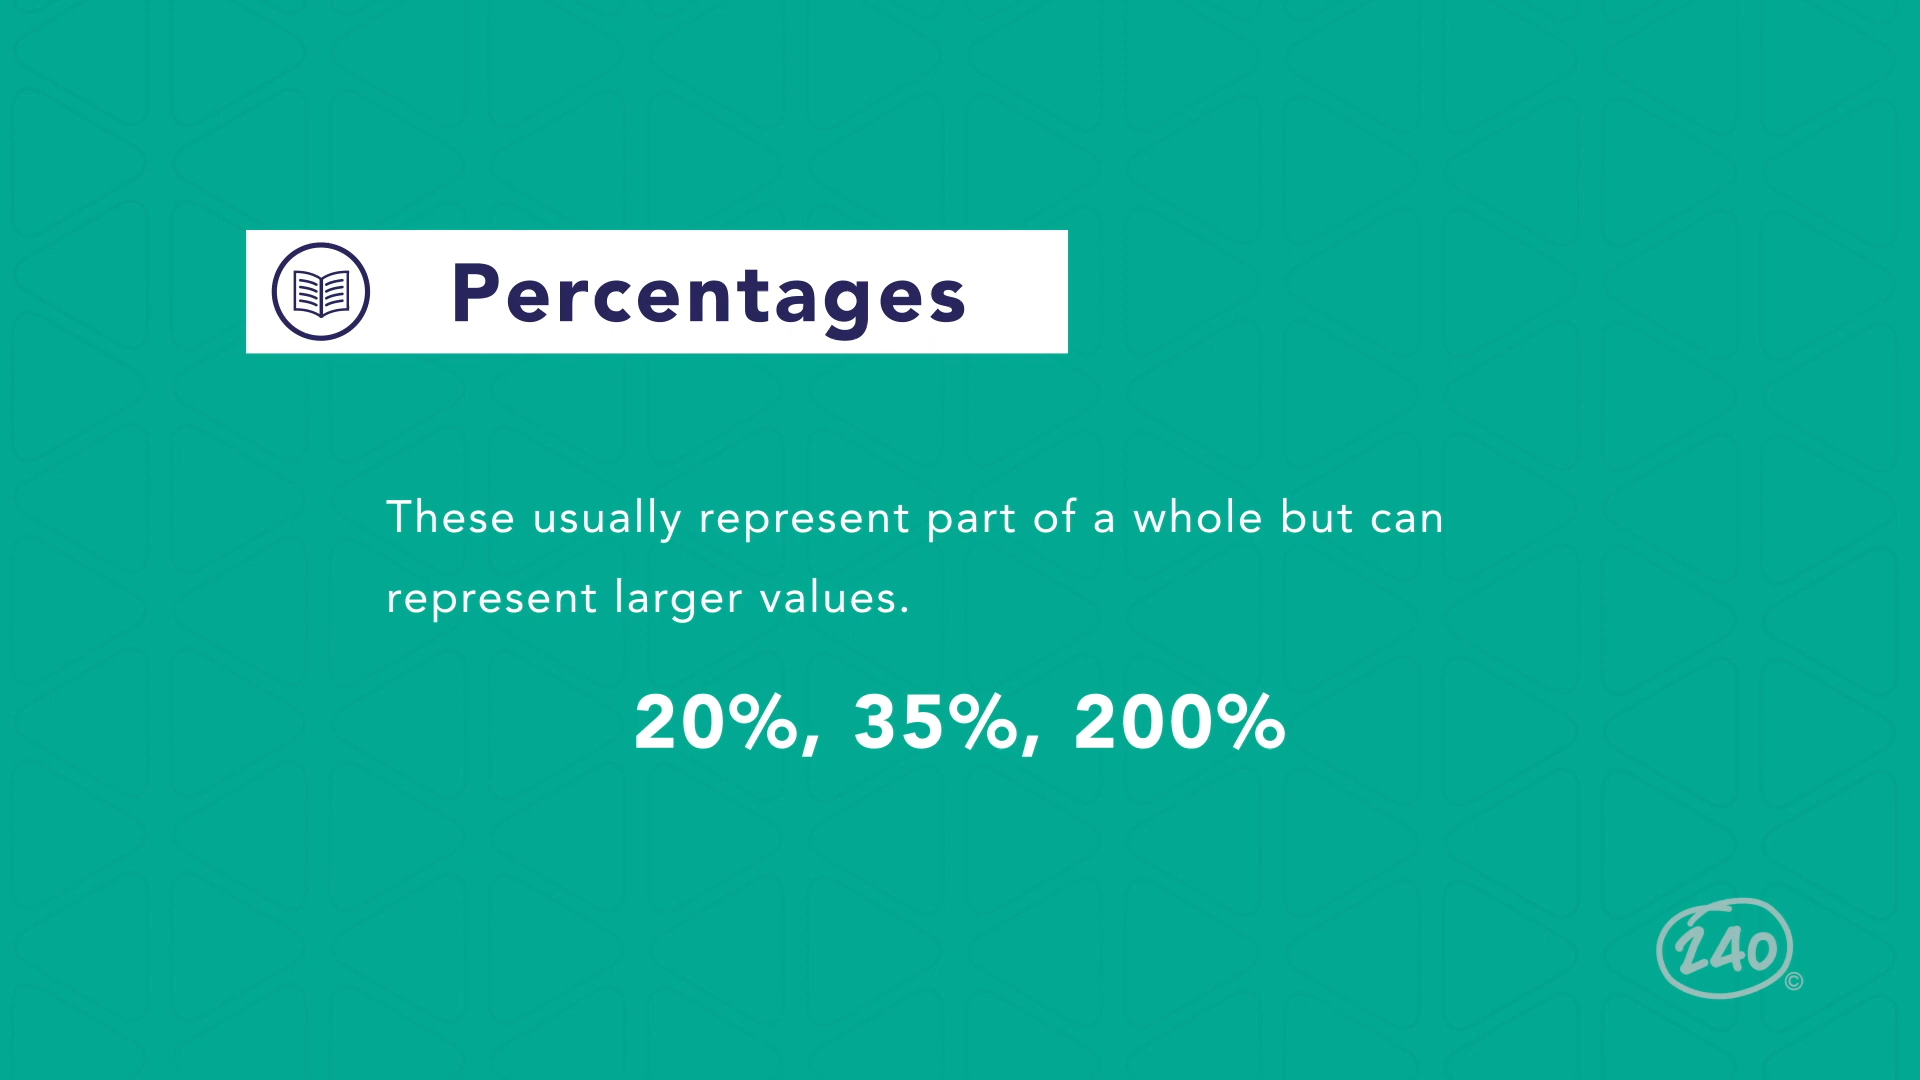 Percentages
These usually represent part of a whole but can
represent larger values.
20%, 35%, 200%
240
©